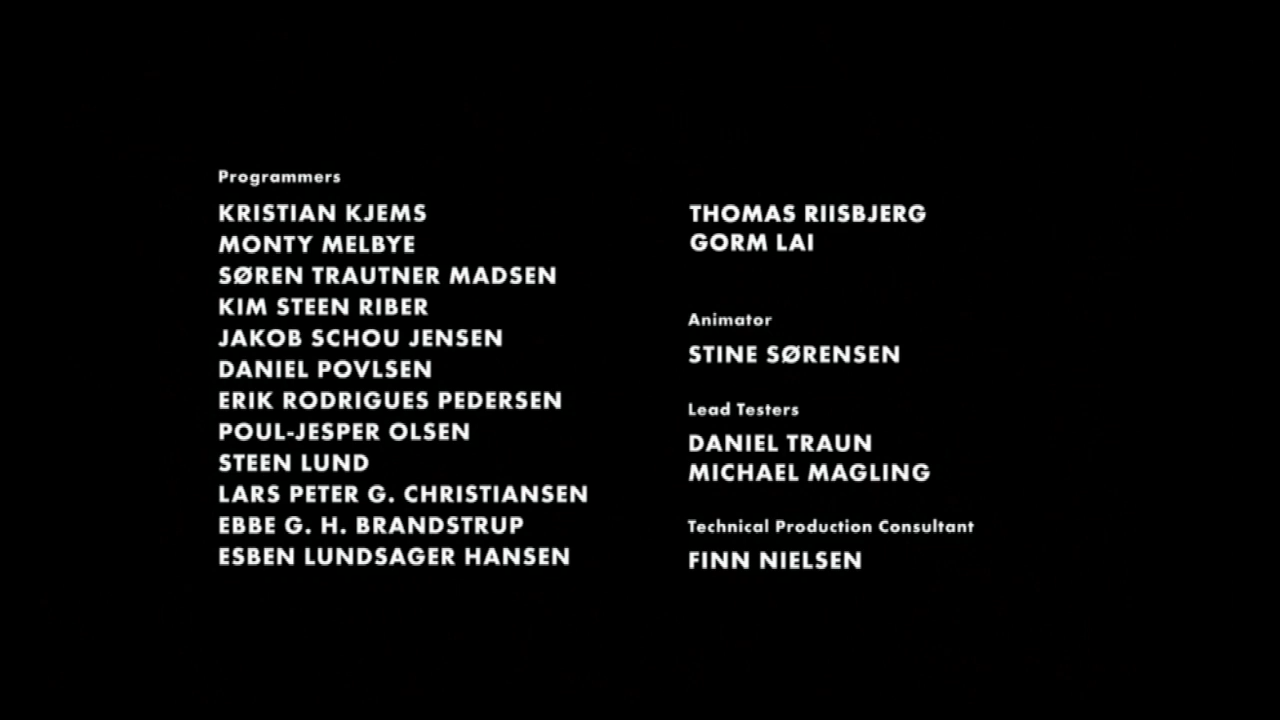 Programmers
KRISTIAN KJEMS
MONTY MELBYE
SØREN TRAUTNER MADSEN
KIM STEEN RIBER
JAKOB SCHOU JENSEN
DANIEL POVLSEN
ERIK RODRIGUES PEDERSEN
POUL-JESPER OLSEN
STEEN LUND
LARS PETER G. CHRISTIANSEN
EBBE G. H. BRANDSTRUP
ESBEN LUNDSAGER HANSEN
THOMAS RIISBJERG
GORM LAI
Animator
STINE SØRENSEN
Lead Testers
DANIEL TRAUN
MICHAEL MAGLING
Technical Production Consultant
FINN NIELSEN